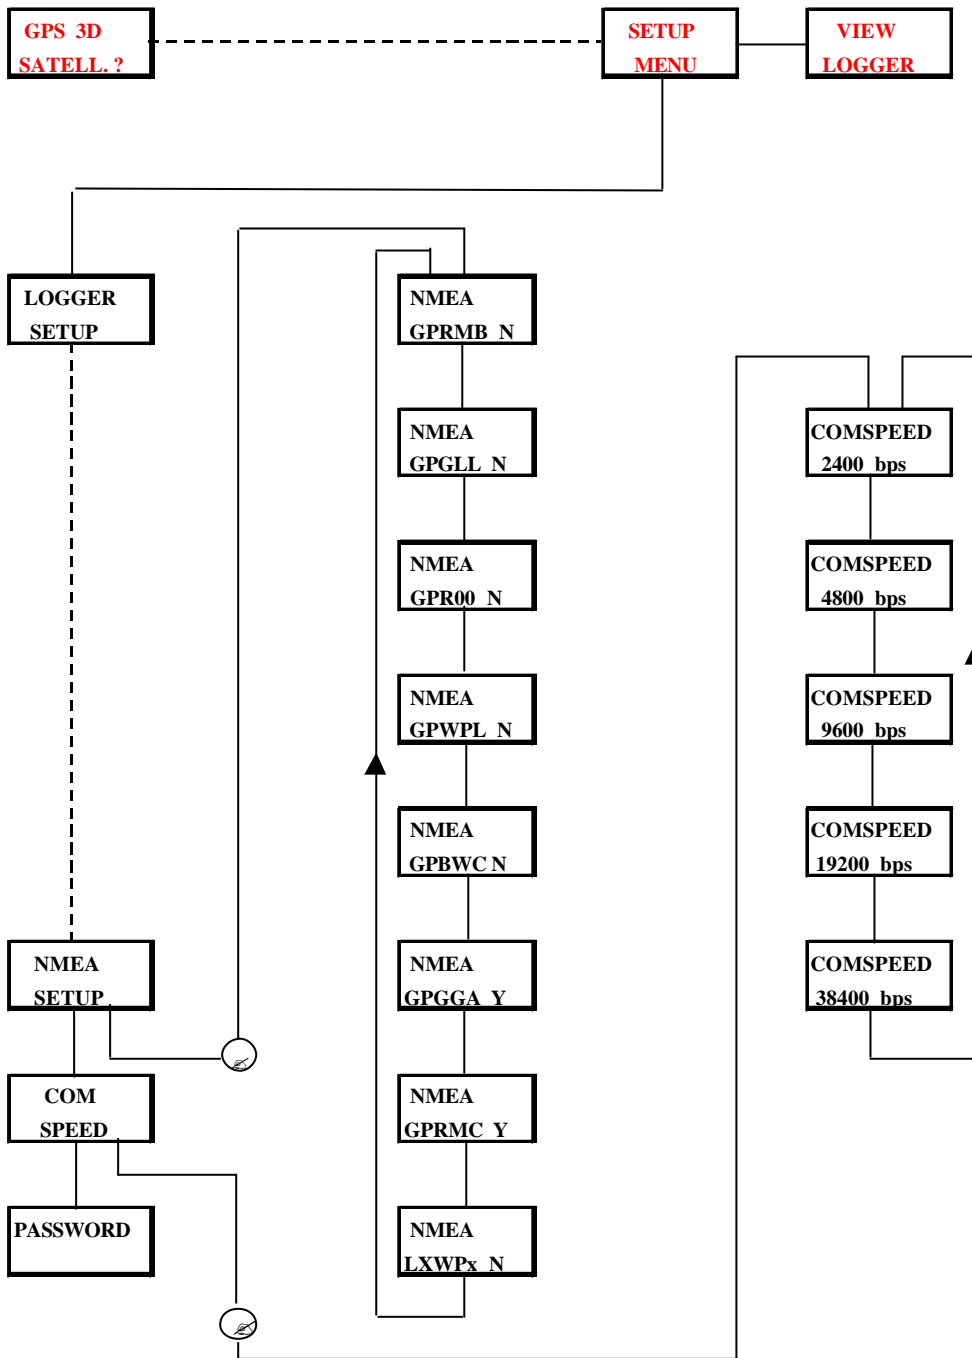 GPS 3D
SATELL. ?
SETUP
MENU
VIEW
LOGGER
LOGGER
SETUP
NMEA
SETUP
COM
SPEED
PASSWORD
NMEA
GPRMB N
NMEA
GPGLL N
NMEA
GPR00 N
NMEA
GPWPL N
NMEA
GPBWC N
NMEA
GPGGA Y
NMEA
GPRMC Y
NMEA
LXWPx N
COMSPEED
2400 bps
COMSPEED
4800 bps
COMSPEED
9600 bps
COMSPEED
19200 bps
COMSPEED
38400 bps